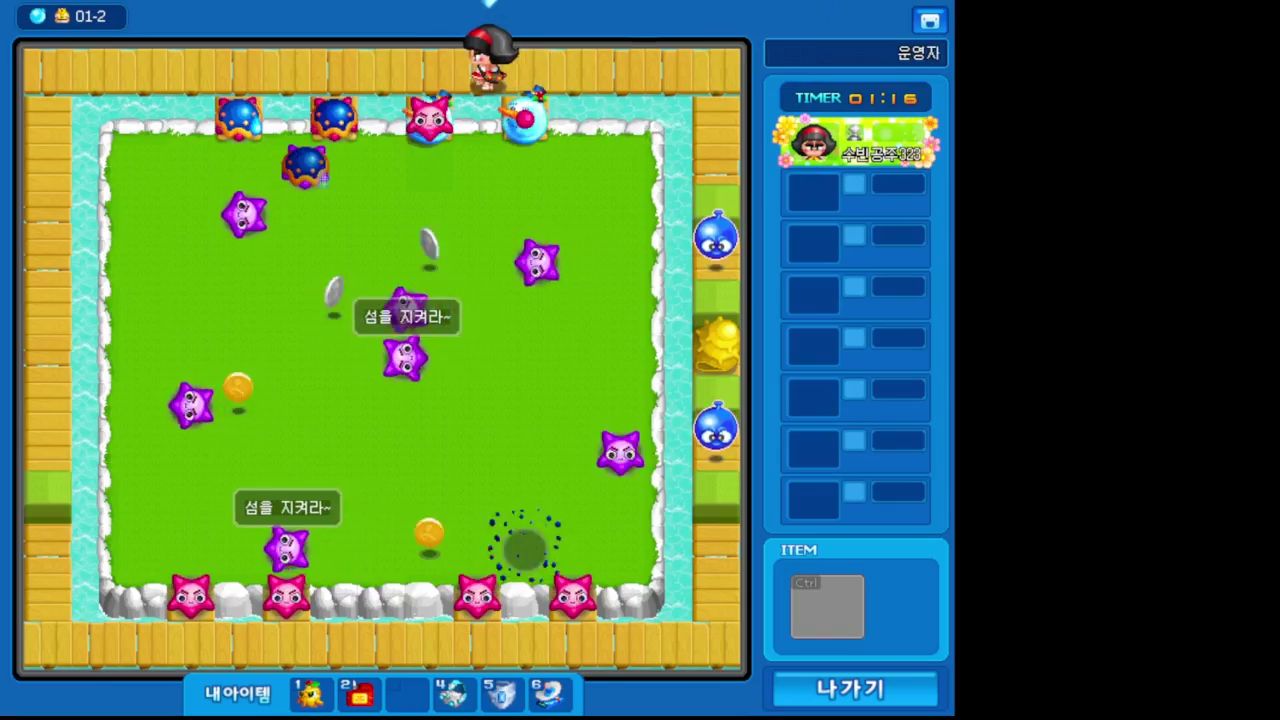 01-2
운영자
TIMER 01:16
수빈공주023
섬을 지켜라~
섬을 지켜라~
ITEM
Ctrl
내아이템 1 2 4 5 6
나가기